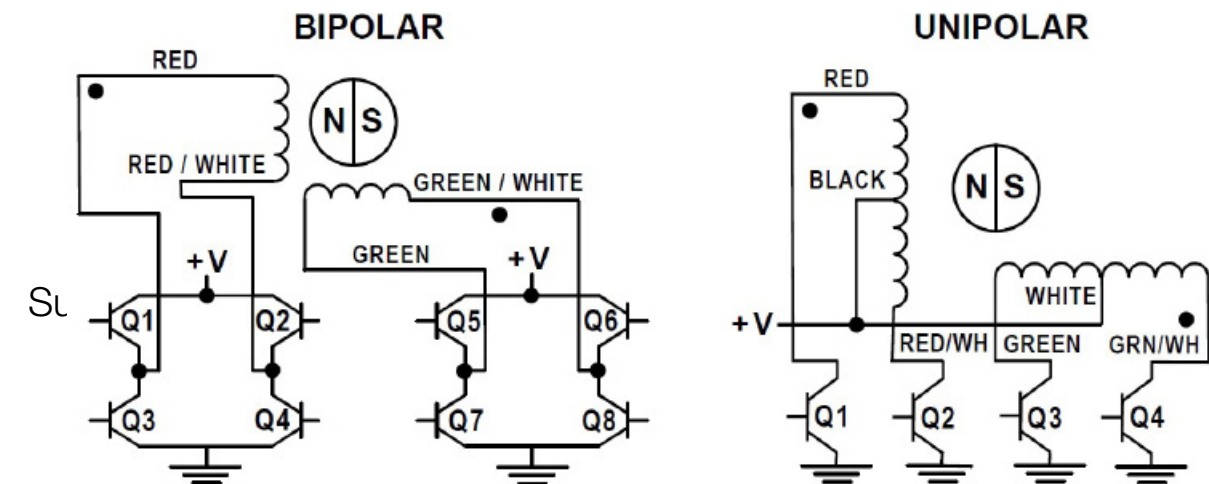 BIPOLAR
RED
N S
RED / WHITE
GREEN / WHITE
GREEN
+V
+V
Su
Q1
Q2
Q5
Q6
Q3
Q4
Q7
Q8
UNIPOLAR
RED
BLACK
N S
WHITE
+V
RED/WH
GREEN
GRN/WH
Q1
Q2
Q3
Q4